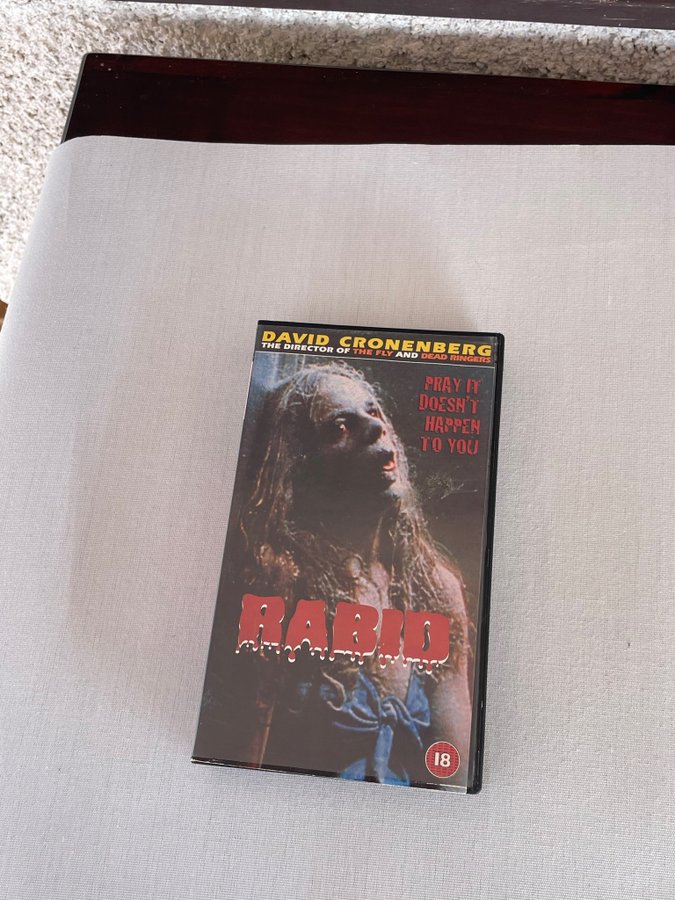 DAVID CRONENBERG
THE DIRECTOR OF THE FLY AND DEAD RINGERS
PRAY IT
DOESN'T
HAPPEN
TO YOU
RABID
18